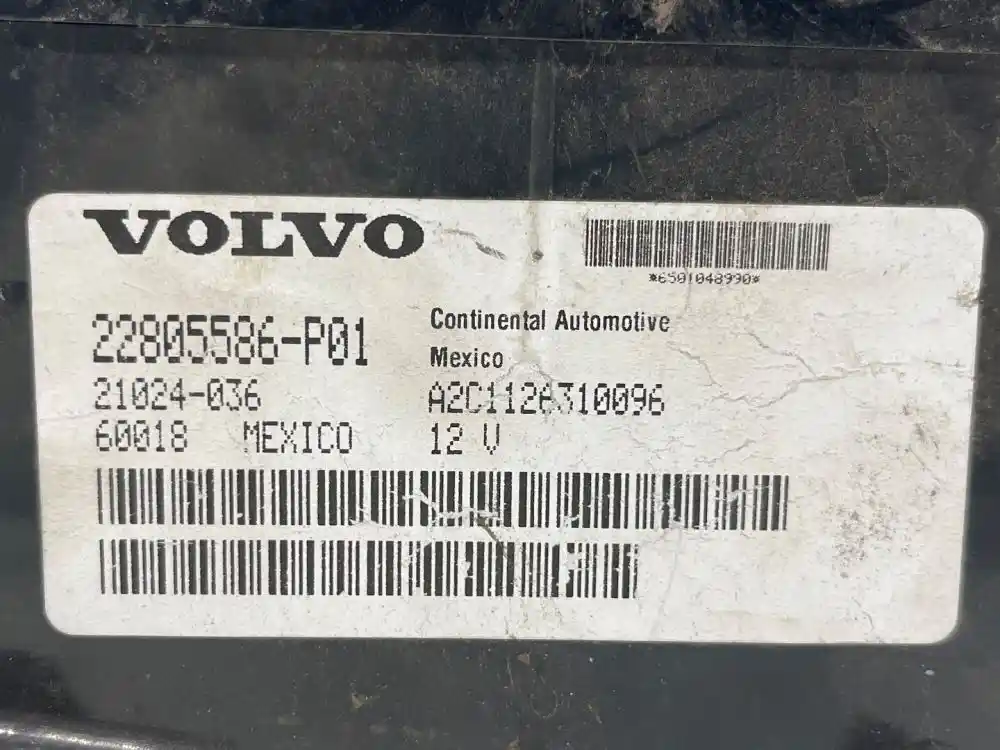 VOLVO
*6501048990*
22805586-P01
Continental Automotive
Mexico
21024-036
A2C1126310096
60018 MEXICO
12 V